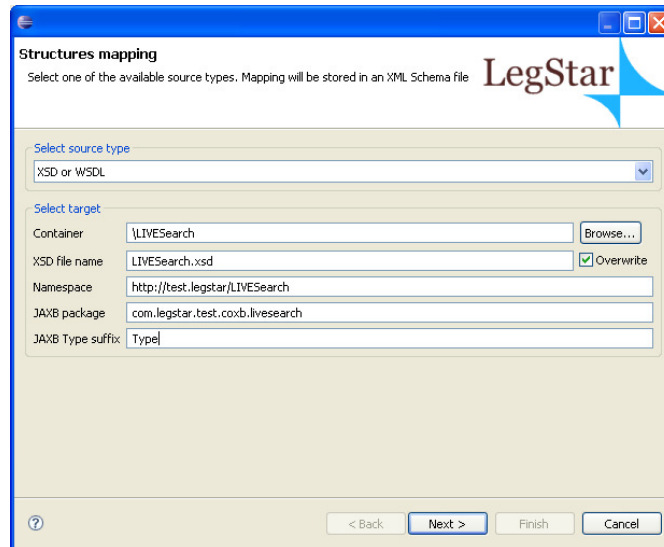 Structures mapping
Select one of the available source types. Mapping will be stored in an XML Schema file
LegStar
Select source type
XSD or WSDL
Select target
Container \LIVESearch Browse...
XSD file name LIVESearch.xsd Overwrite
Namespace http://test.legstar/LIVESearch
JAXB package com.legstar.test.coxb.livesearch
JAXB Type suffix Type
? < Back Next > Finish Cancel